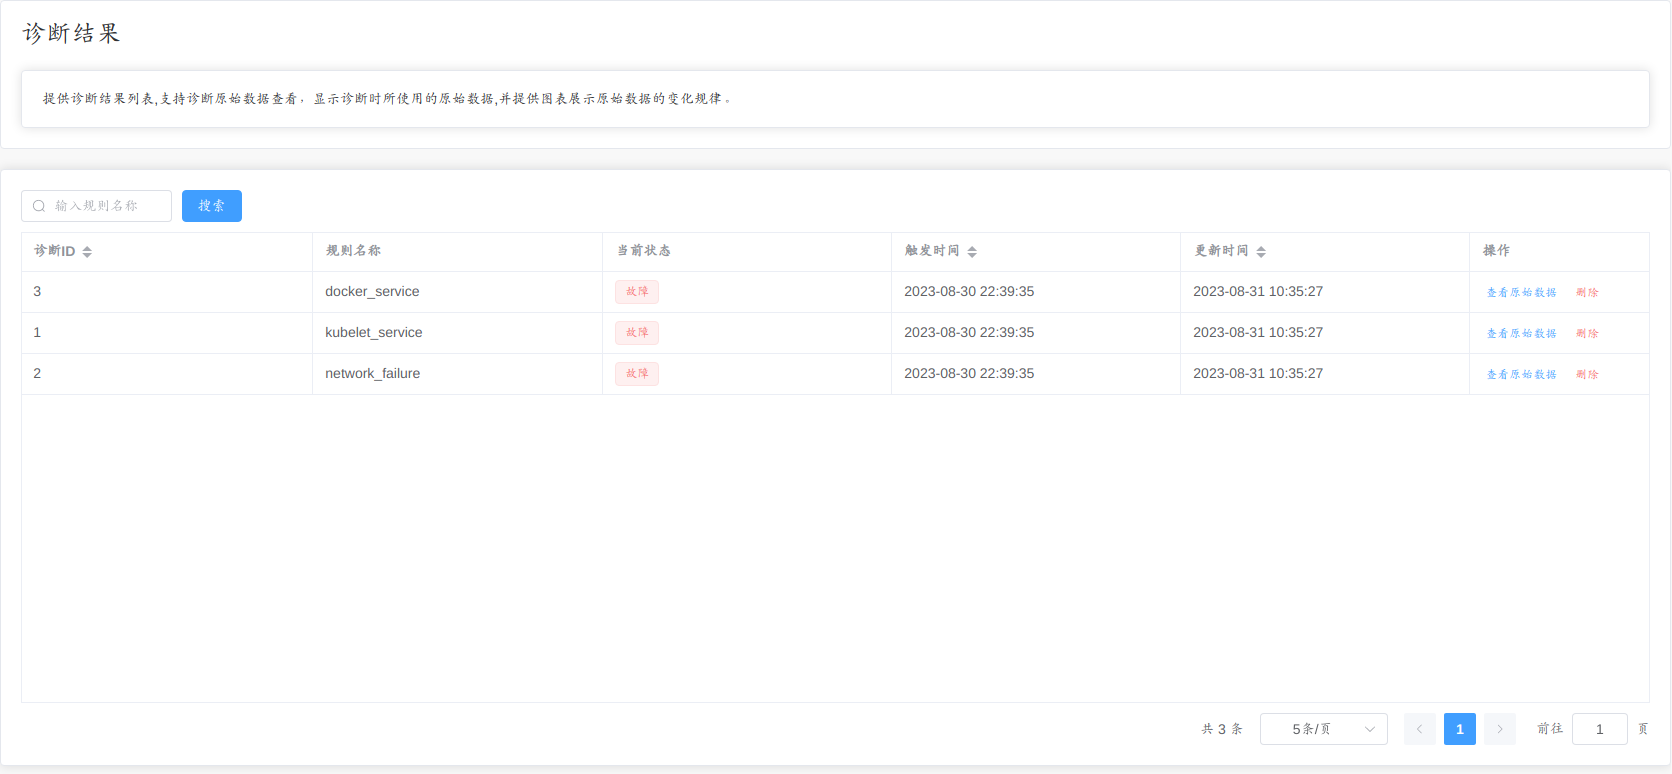 诊断结果
提供诊断结果列表,支持诊断原始数据查看，显示诊断时所使用的原始数据,并提供图表展示原始数据的变化规律。
输入规则名称 搜索
诊断ID 规则名称 当前状态 触发时间 更新时间 操作
3 docker_service 故障 2023-08-30 22:39:35 2023-08-31 10:35:27 查看原始数据 删除
1 kubelet_service 故障 2023-08-30 22:39:35 2023-08-31 10:35:27 查看原始数据 删除
2 network_failure 故障 2023-08-30 22:39:35 2023-08-31 10:35:27 查看原始数据 删除
共 3 条 5条/页 1 前往 1 页